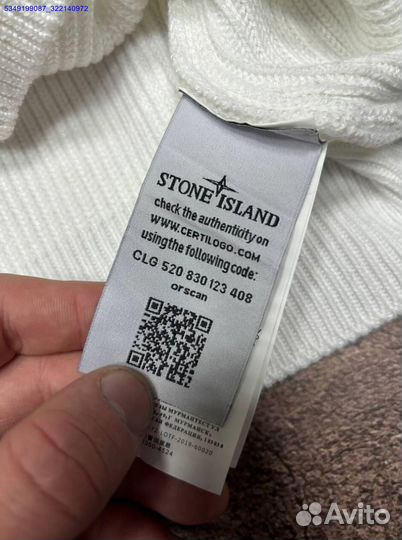 5349199087_322140972
STONE ISLAND
check the authenticity on
WWW.CERTILOGO.COM
using the following code:
CLG 520 830 123 408
or scan
МУРМАНСК,
Avito